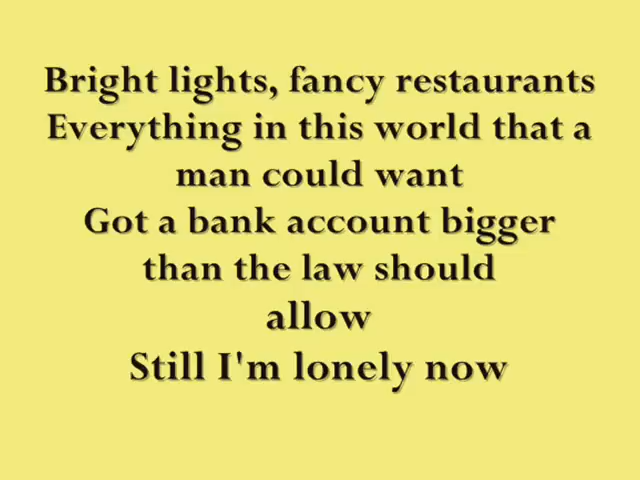 Bright lights, fancy restaurants
Everything in this world that a
man could want
Got a bank account bigger
than the law should
allow
Still I'm lonely now